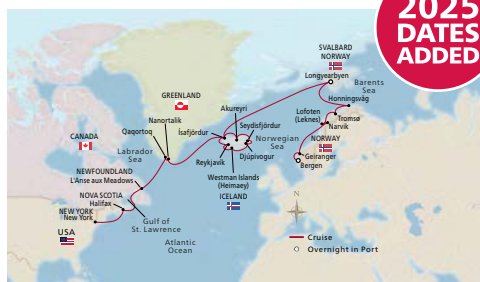 2025
DATES
ADDED
SVALBARD
NORWAY
Longyearbyen
Barents
Sea
Honningsvåg
GREENLAND
Akureyri
Lofoten
(Leknes)
Tromsø
Narvik
Nanortalik
Seydisfjördur
Qaqortoq
Ísafjördur
Norwegian
Sea
NORWAY
CANADA
Labrador
Sea
Reykjavik
Djúpivogur
Geiranger
Bergen
NEWFOUNDLAND
L'Anse aux Meadows
Westman Islands
(Heimaey)
ICELAND
NOVA SCOTIA
Halifax
N
NEW YORK
New York
Gulf of
St. Lawrence
USA
Atlantic
Ocean
Cruise
Overnight in Port